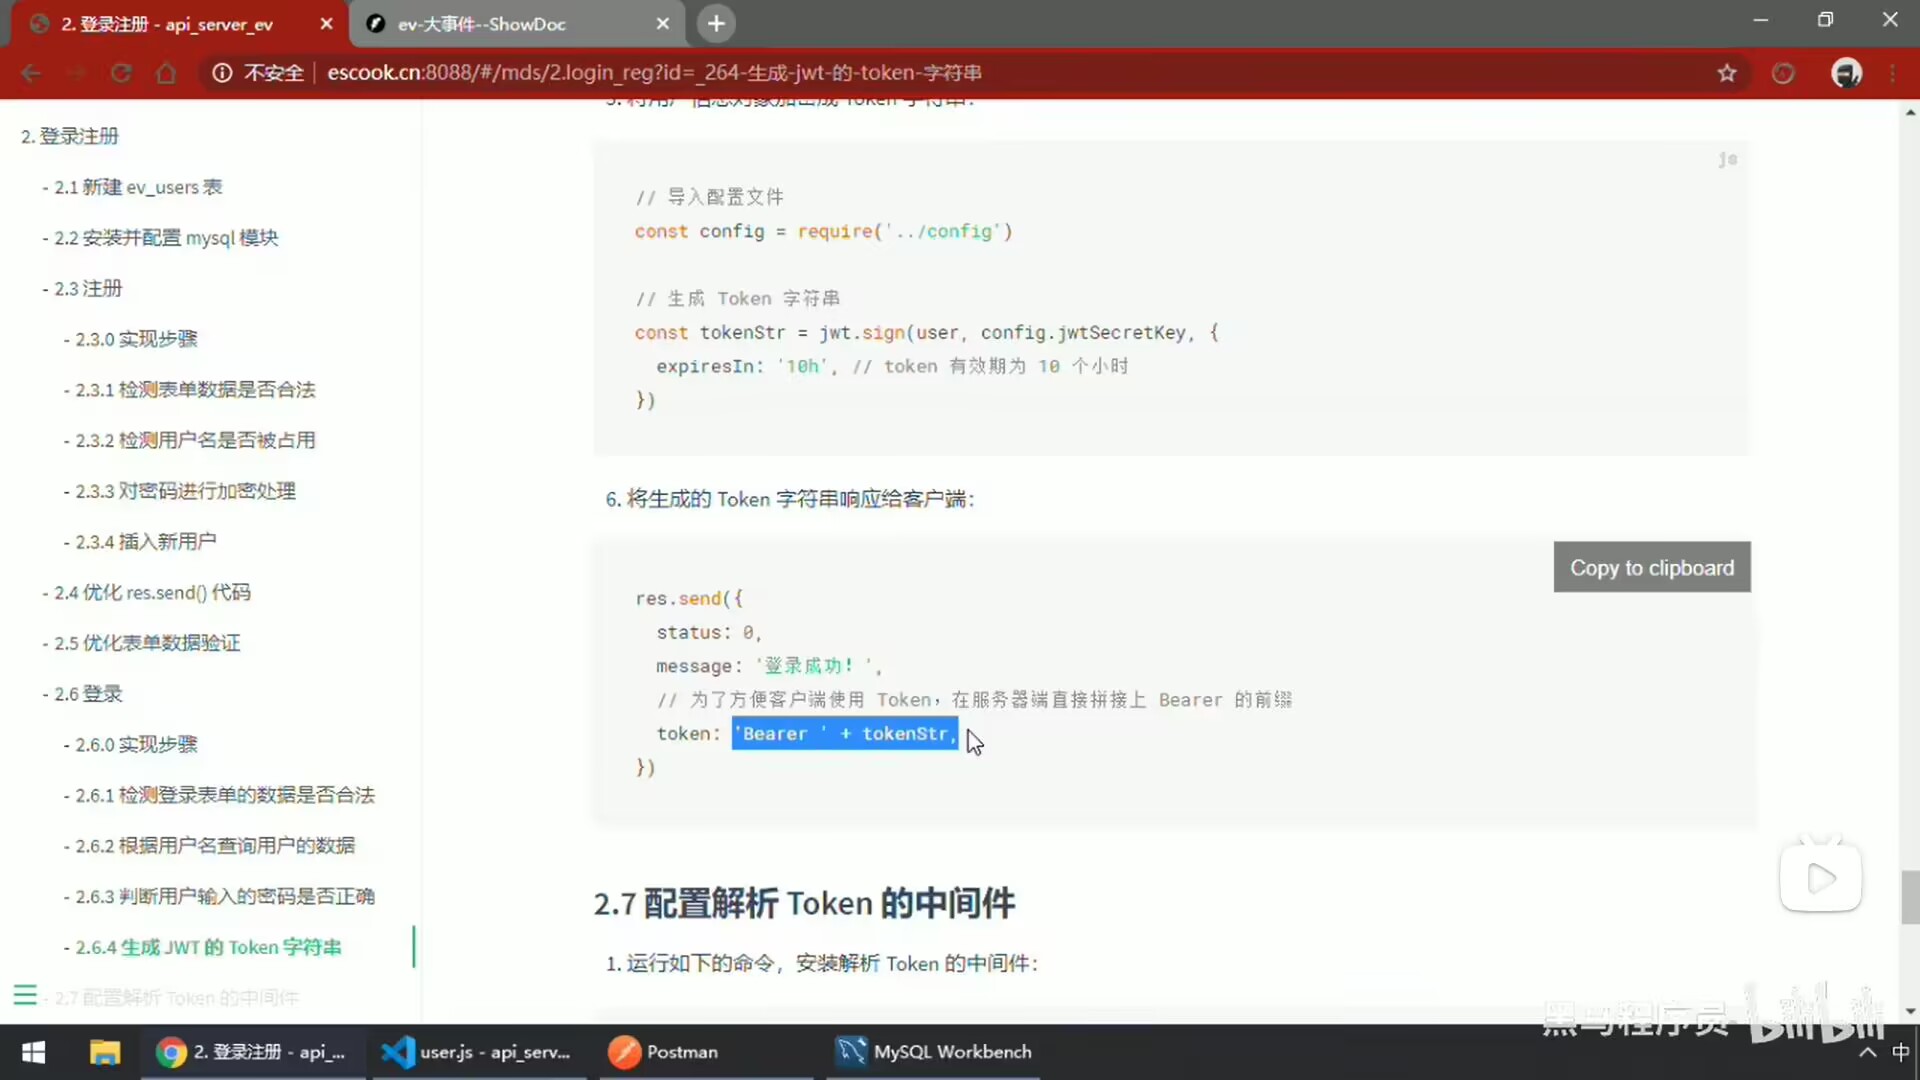 2. 登录注册 - api_server_ev
ev-大事件--ShowDoc
不安全
escook.cn:8088/#/mds/2.login_reg?id=_264-生成-jwt-的-token-字符串
2. 登录注册
- 2.1 新建 ev_users 表
- 2.2 安装并配置 mysql 模块
- 2.3 注册
- 2.3.0 实现步骤
- 2.3.1 检测表单数据是否合法
- 2.3.2 检测用户名是否被占用
- 2.3.3 对密码进行加密处理
- 2.3.4 插入新用户
- 2.4 优化 res.send() 代码
- 2.5 优化表单数据验证
- 2.6 登录
- 2.6.0 实现步骤
- 2.6.1 检测登录表单的数据是否合法
- 2.6.2 根据用户名查询用户的数据
- 2.6.3 判断用户输入的密码是否正确
- 2.6.4 生成 JWT 的 Token 字符串
- 2.7 配置解析 Token 的中间件
js
// 导入配置文件
const config = require('../config')
// 生成 Token 字符串
const tokenStr = jwt.sign(user, config.jwtSecretKey, {
expiresIn: '10h', // token 有效期为 10 个小时
})
6. 将生成的 Token 字符串响应给客户端：
Copy to clipboard
res.send({
status: 0,
message: '登录成功！',
// 为了方便客户端使用 Token，在服务器端直接拼接上 Bearer 的前缀
token: 'Bearer ' + tokenStr,
})
2.7 配置解析 Token 的中间件
1. 运行如下的命令，安装解析 Token 的中间件：
黑马程序员-
bilibili
2. 登录注册 - api_...
user.js - api_serv...
Postman
MySQL Workbench
中